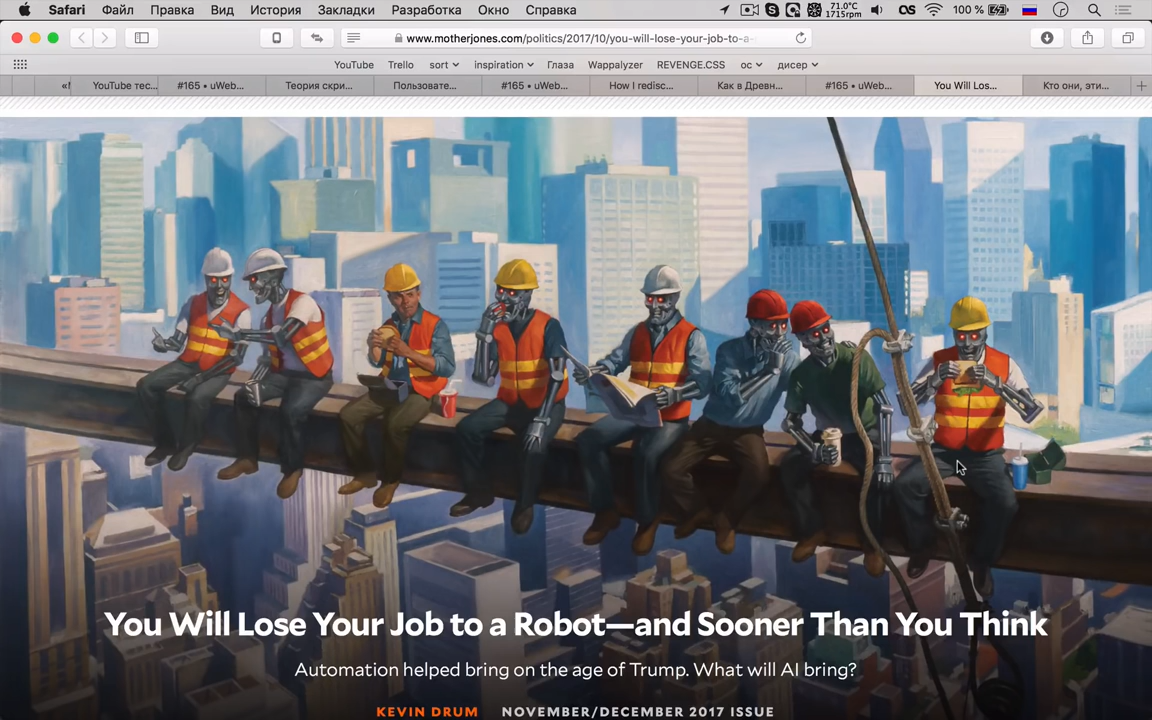 Safari Файл Правка Вид История Закладки Разработка Окно Справка 71.0°C 1715rpm 100 %
www.motherjones.com/politics/2017/10/you-will-lose-your-job-to-a-
YouTube Trello sort inspiration Глаза Wappalyzer REVENGE.CSS ос дисер
«I YouTube тес... #165 • uWeb... Теория скри... Пользовате... #165 • uWeb... How I redisc... Как в Древн... #165 • uWeb... You Will Los... Кто они, эти...
You Will Lose Your Job to a Robot—and Sooner Than You Think
Automation helped bring on the age of Trump. What will AI bring?
KEVIN DRUM NOVEMBER/DECEMBER 2017 ISSUE